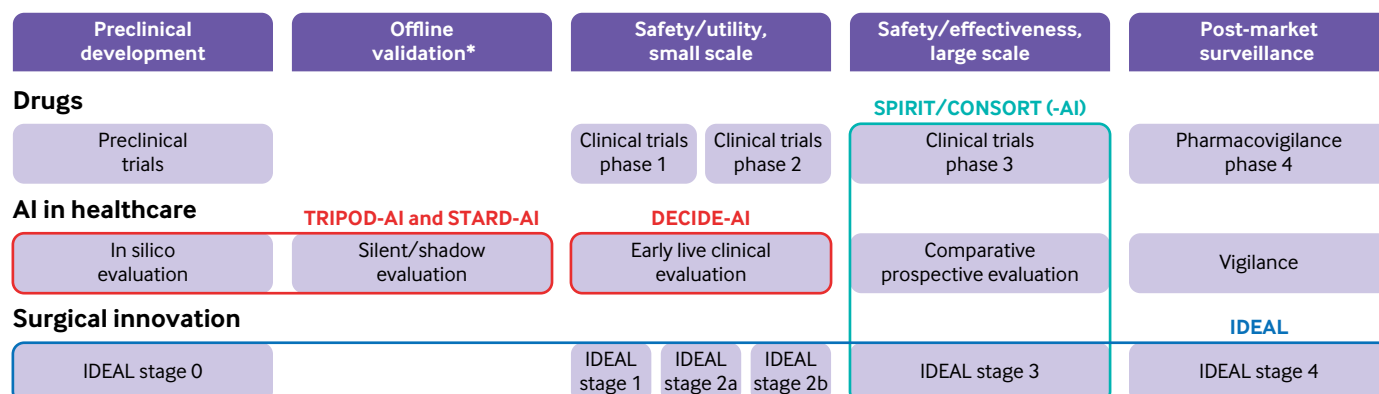 Preclinical
development
Offline
validation*
Safety/utility,
small scale
Safety/effectiveness,
large scale
Post-market
surveillance
Drugs
SPIRIT/CONSORT (-AI)
Preclinical
trials
Clinical trials
phase 1
Clinical trials
phase 2
Clinical trials
phase 3
Pharmacovigilance
phase 4
AI in healthcare
TRIPOD-AI and STARD-AI
DECIDE-AI
In silico
evaluation
Silent/shadow
evaluation
Early live clinical
evaluation
Comparative
prospective evaluation
Vigilance
Surgical innovation
IDEAL
IDEAL stage 0
IDEAL
stage 1
IDEAL
stage 2a
IDEAL
stage 2b
IDEAL stage 3
IDEAL stage 4